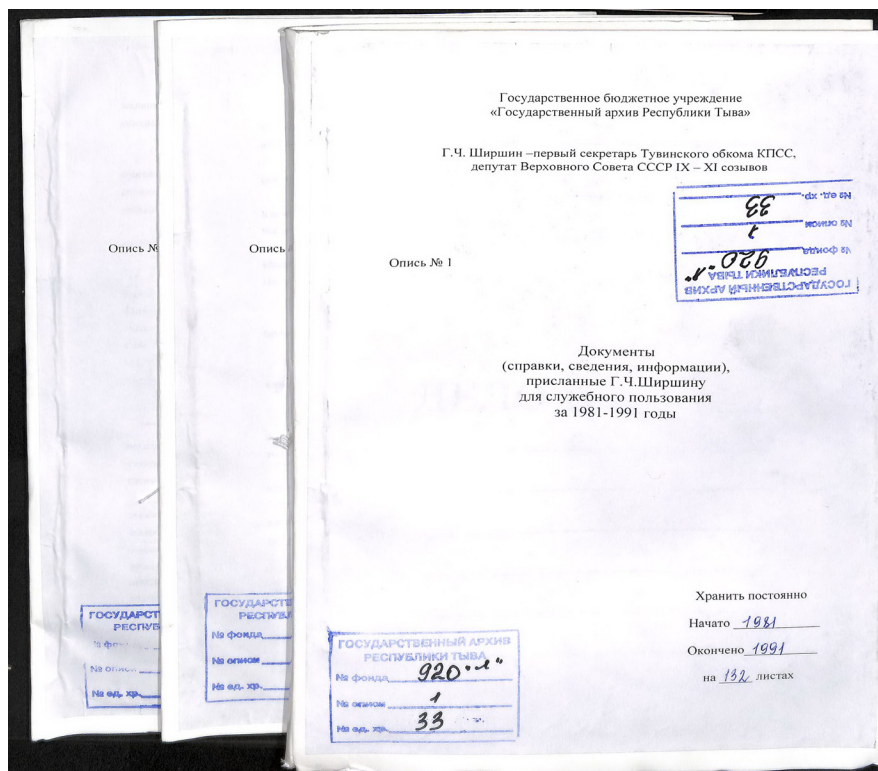 Государственное бюджетное учреждение
«Государственный архив Республики Тыва»
Г.Ч. Ширшин –первый секретарь Тувинского обкома КПСС,
депутат Верховного Совета СССР IX – XI созывов
ГОСУДАРСТВЕННЫЙ АРХИВ
РЕСПУБЛИКИ ТЫВА
№ фонда 920 "Л"
№ описи 1
№ ед. хр. 33
Опись №
Опись
Опись № 1
Документы
(справки, сведения, информации),
присланные Г.Ч.Ширшину
для служебного пользования
за 1981-1991 годы
Хранить постоянно
Начато 1981
Окончено 1991
на 132 листах
ГОСУДАРСТ
РЕСПУБ
№ описи
№ ед. хр.
ГОСУДАРСТВ
РЕСПУБЛ
№ фонда
№ описи
№ ед. хр.
ГОСУДАРСТВЕННЫЙ АРХИВ
РЕСПУБЛИКИ ТЫВА
№ фонда 920 "Л"
№ описи 1
№ ед. хр. 33